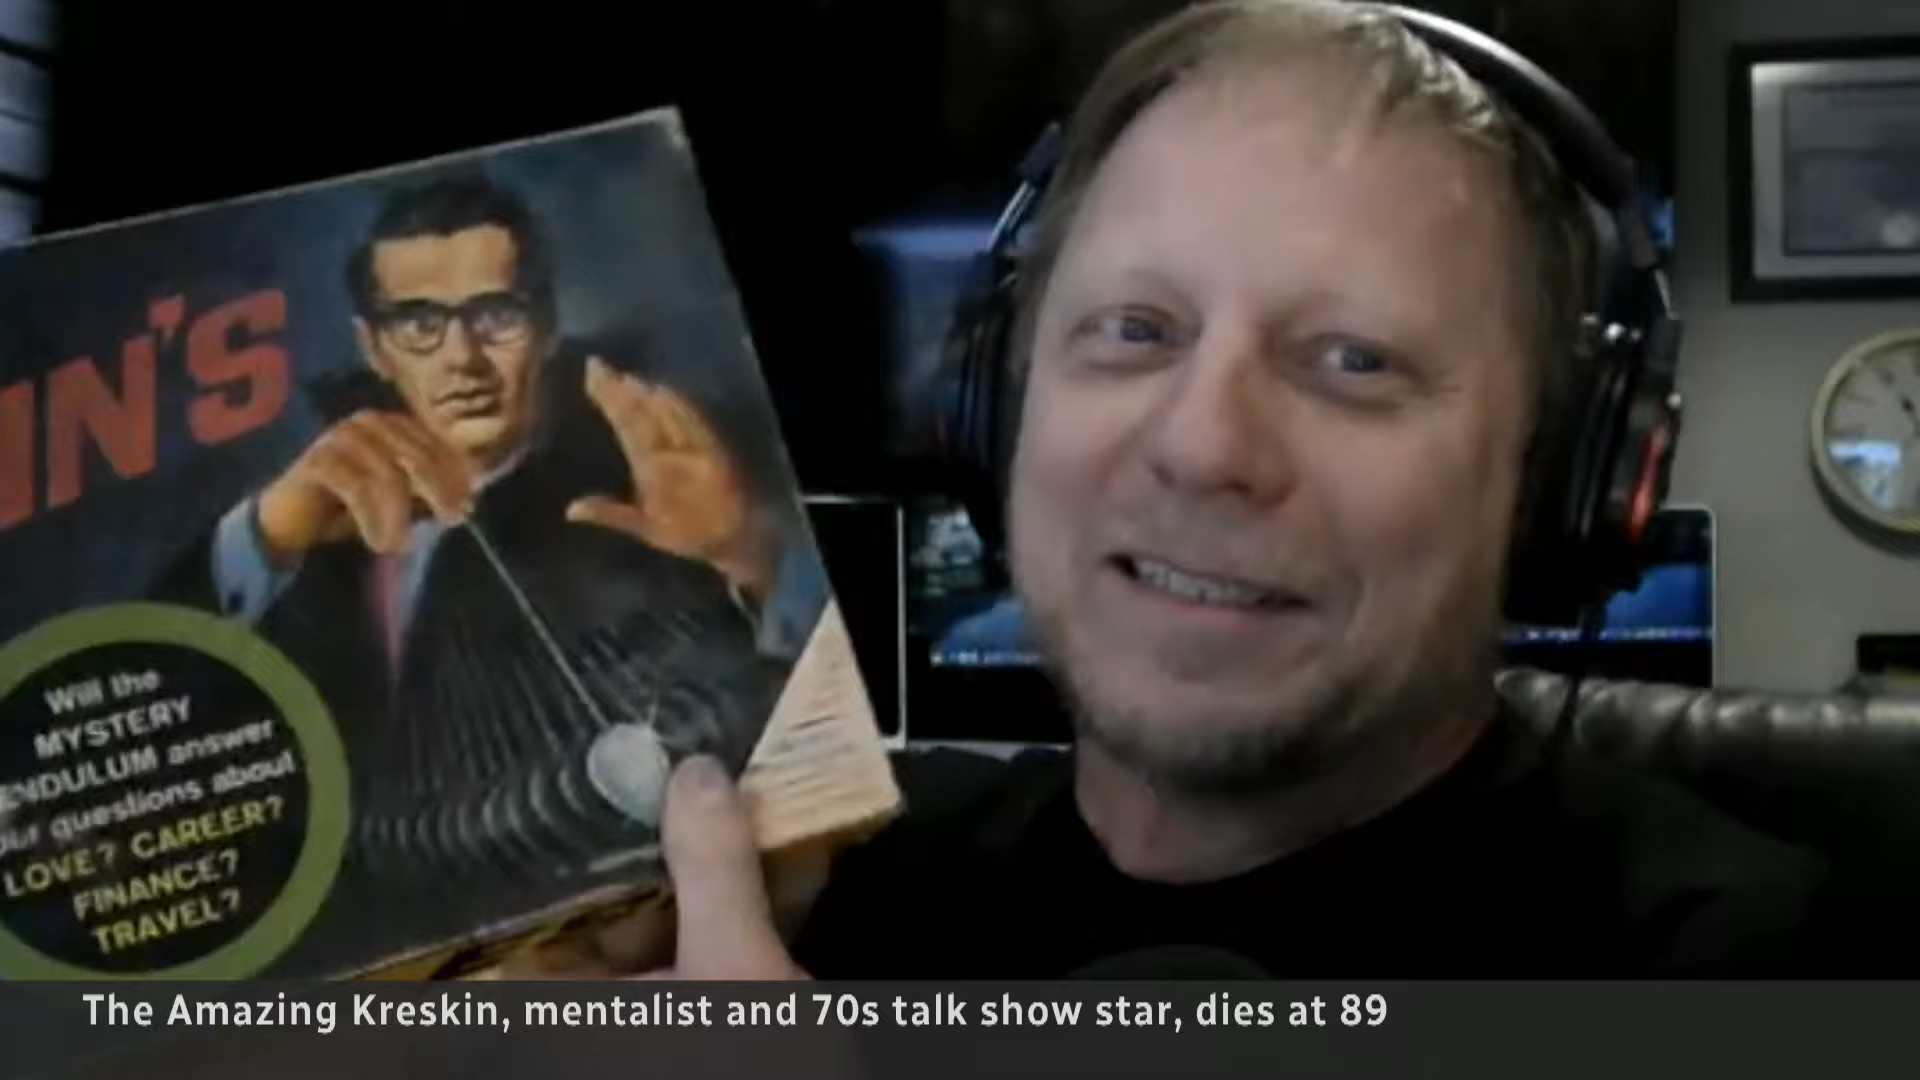 IN'S
Will the
MYSTERY
ENDULUM answer
our questions about
LOVE? CAREER?
FINANCE?
TRAVEL?
The Amazing Kreskin, mentalist and 70s talk show star, dies at 89